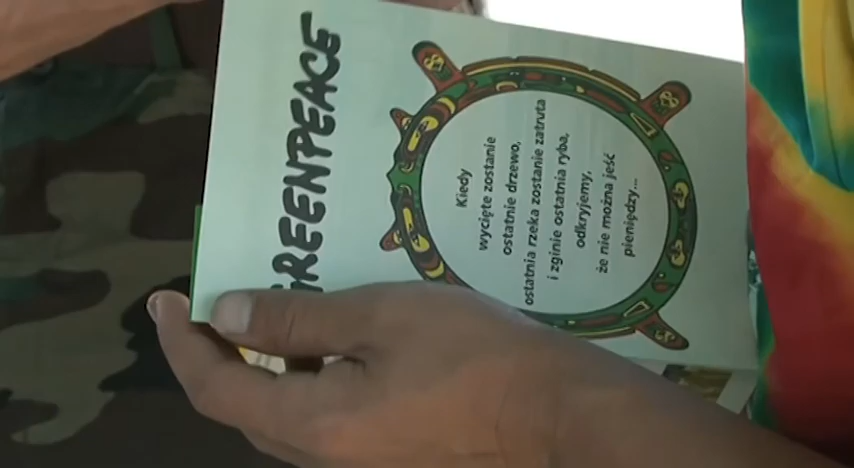 GREENPEACE
Kiedy
wycięte zostanie
ostatnie drzewo,
ostatnia rzeka zostanie zatruta
i zginie ostatnia ryba,
odkryjemy,
że nie można jeść
pieniędzy...